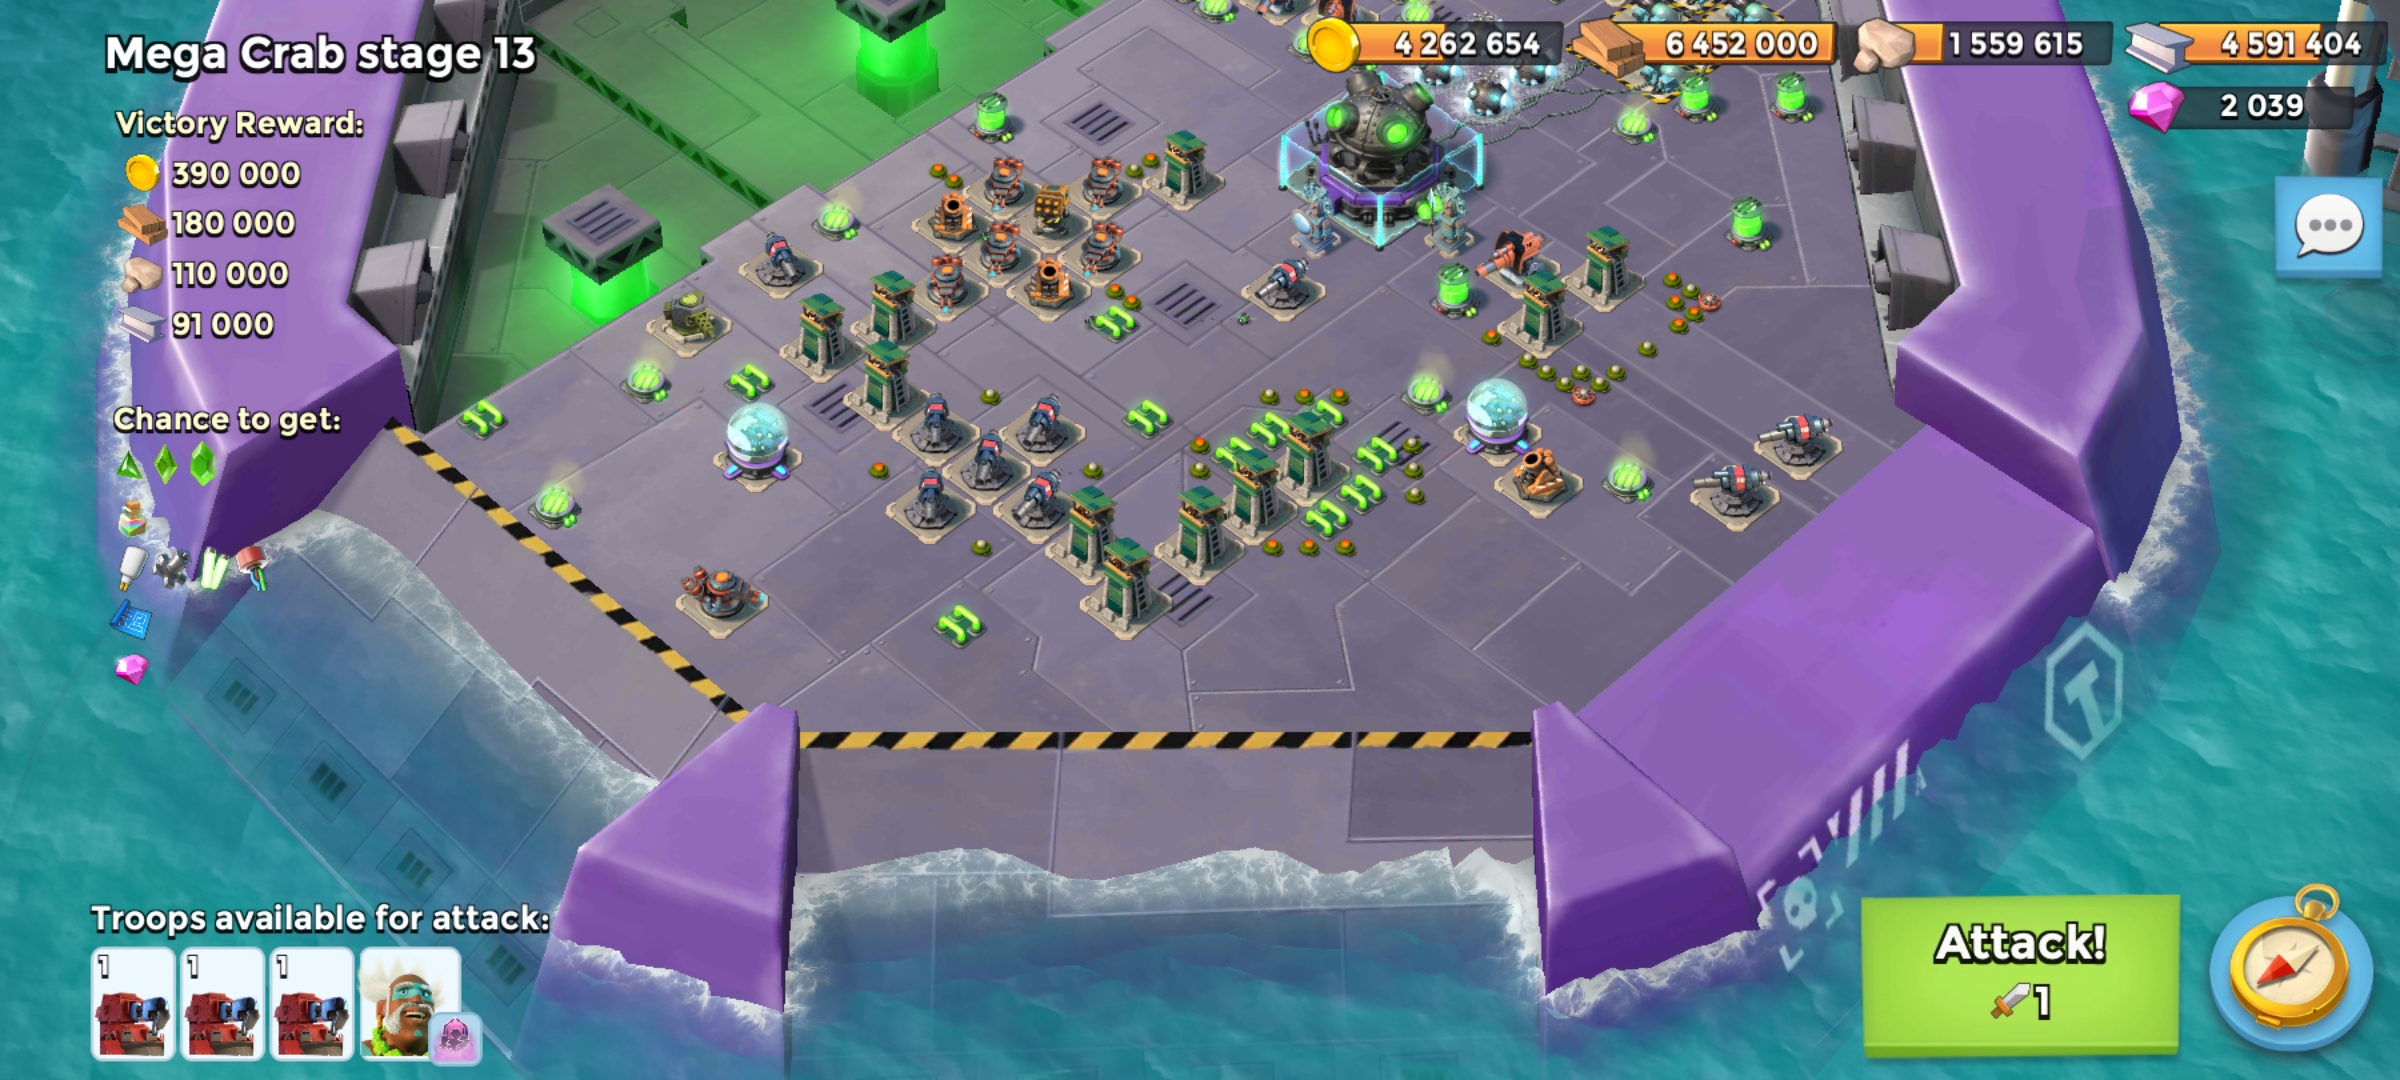 Mega Crab stage 13
4 262 654
6 452 000
1 559 615
4 591 404
2 039
Victory Reward:
390 000
180 000
110 000
91 000
Chance to get:
Troops available for attack:
1
1
1
Attack!
1